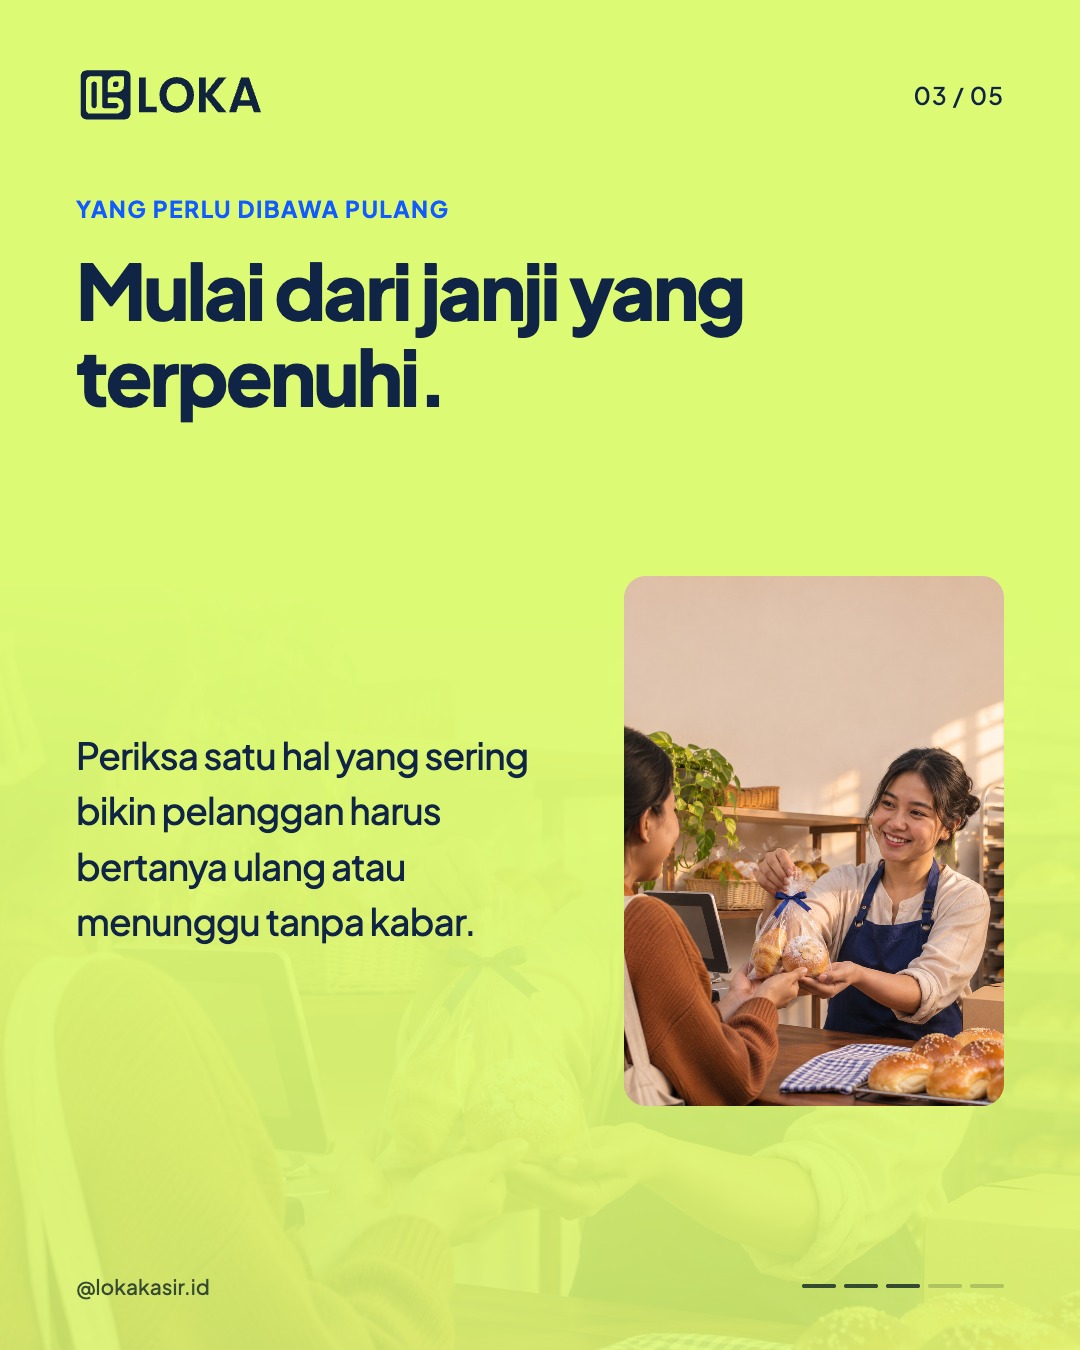 LOKA
03 / 05
YANG PERLU DIBAWA PULANG
Mulai dari janji yang
terpenuhi.
Periksa satu hal yang sering
bikin pelanggan harus
bertanya ulang atau
menunggu tanpa kabar.
@lokakasir.id